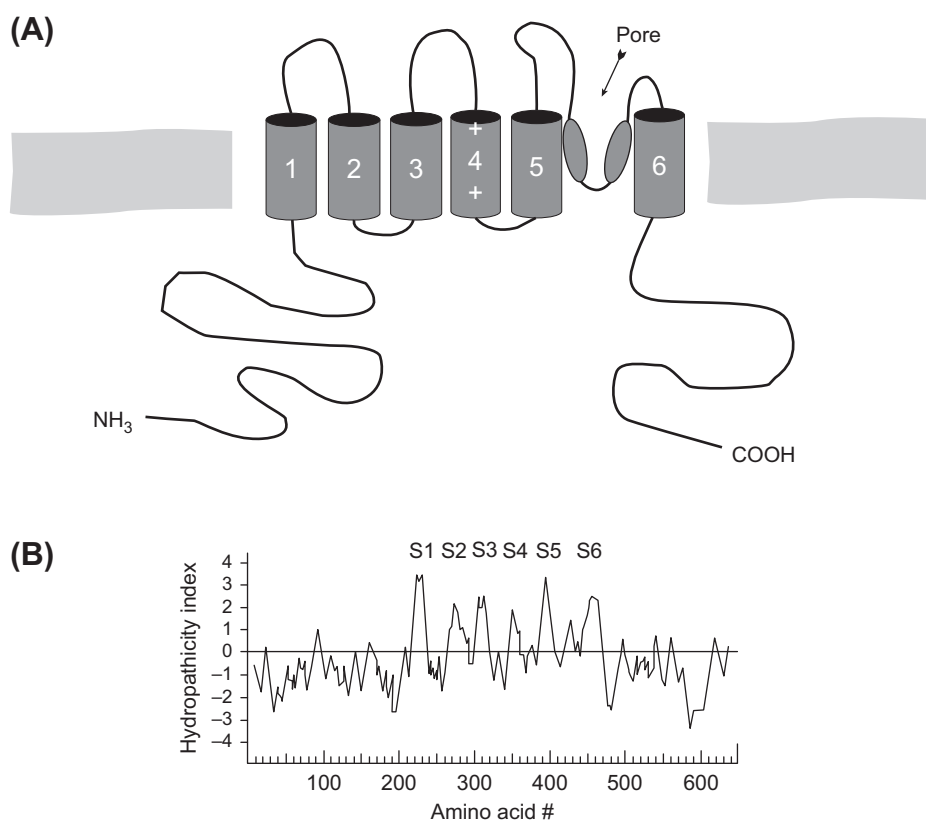 (A)
Pore
+
1 2 3 4 5 6
+
NH₃
COOH
(B)
S1 S2 S3 S4 S5 S6
Hydropathicity index
4
3
2
1
0
–1
–2
–3
–4
100 200 300 400 500 600
Amino acid #